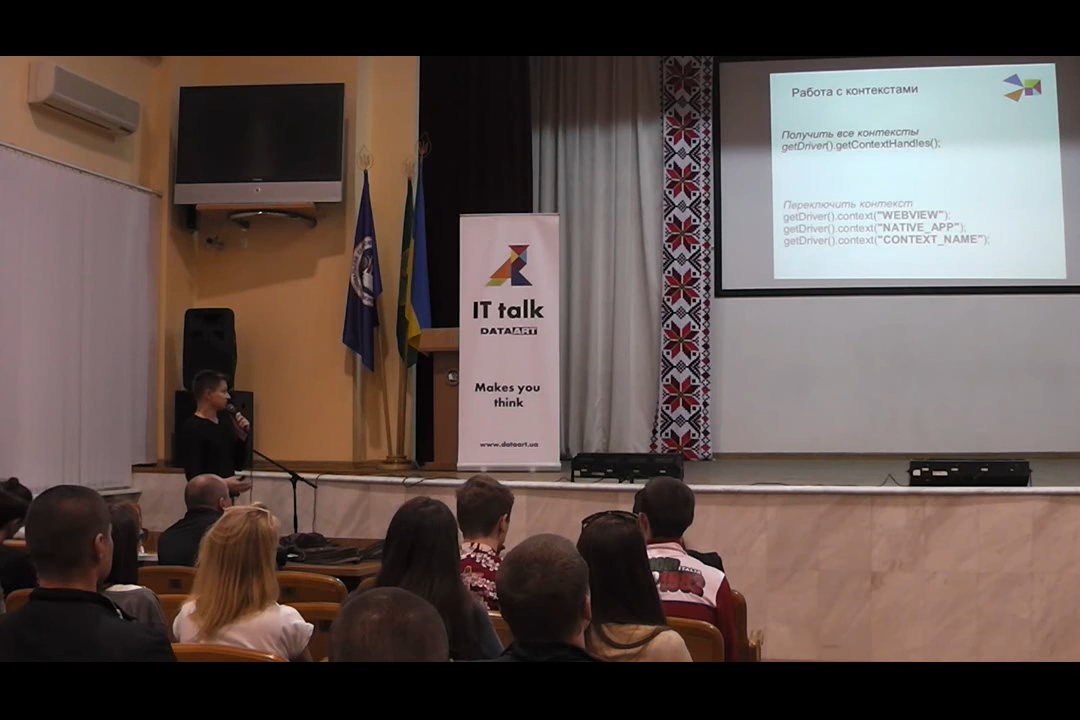 Работа с контекстами
Получить все контексты
getDriver().getContextHandles();
Переключить контекст
getDriver().context("WEBVIEW");
getDriver().context("NATIVE_APP");
getDriver().context("CONTEXT_NAME");
IT talk
DATAART
Makes you
think
www.dataart.ua